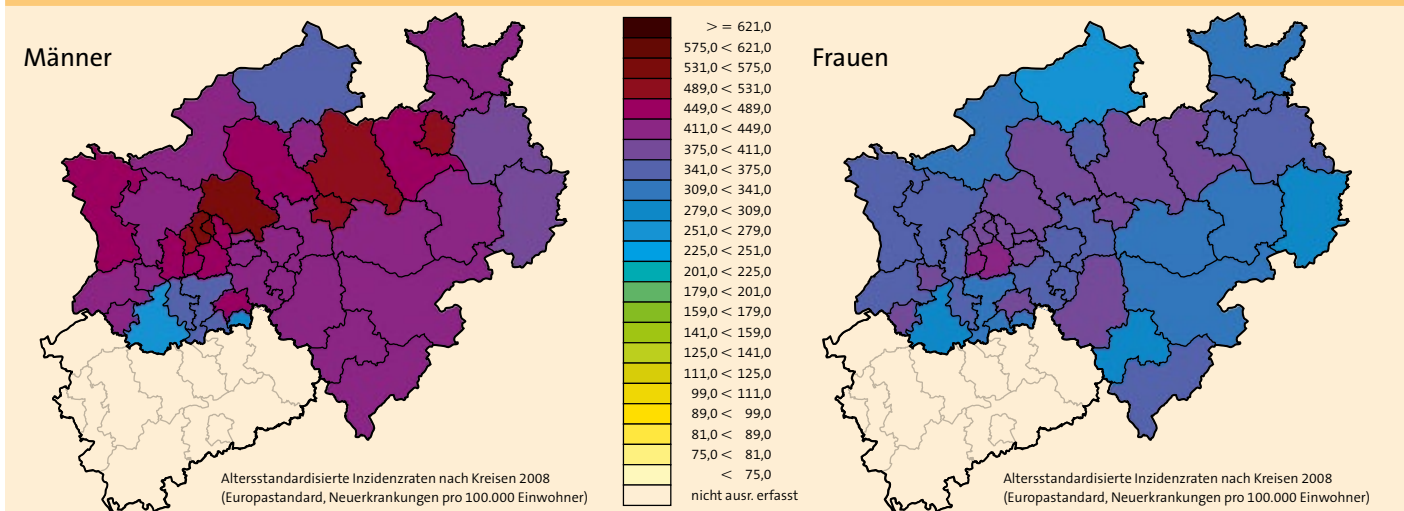 Männer
> = 621,0
575,0 < 621,0
531,0 < 575,0
489,0 < 531,0
449,0 < 489,0
411,0 < 449,0
375,0 < 411,0
341,0 < 375,0
309,0 < 341,0
279,0 < 309,0
251,0 < 279,0
225,0 < 251,0
201,0 < 225,0
179,0 < 201,0
159,0 < 179,0
141,0 < 159,0
125,0 < 141,0
111,0 < 125,0
99,0 < 111,0
89,0 < 99,0
81,0 < 89,0
75,0 < 81,0
< 75,0
nicht ausr. erfasst
Altersstandardisierte Inzidenzraten nach Kreisen 2008
(Europastandard, Neuerkrankungen pro 100.000 Einwohner)
Frauen
Altersstandardisierte Inzidenzraten nach Kreisen 2008
(Europastandard, Neuerkrankungen pro 100.000 Einwohner)